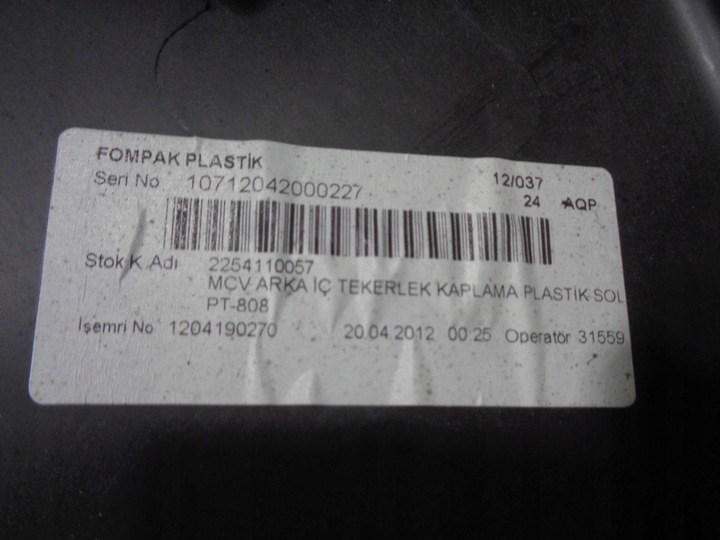 FOMPAK PLASTİK
Seri No 10712042000227 12/037
24 AQP
Stok K.Adı 2254110057
MCV ARKA İÇ TEKERLEK KAPLAMA PLASTİK SOL
PT-808
İşemri No 1204190270 20.04.2012 00:25 Operatör 31559